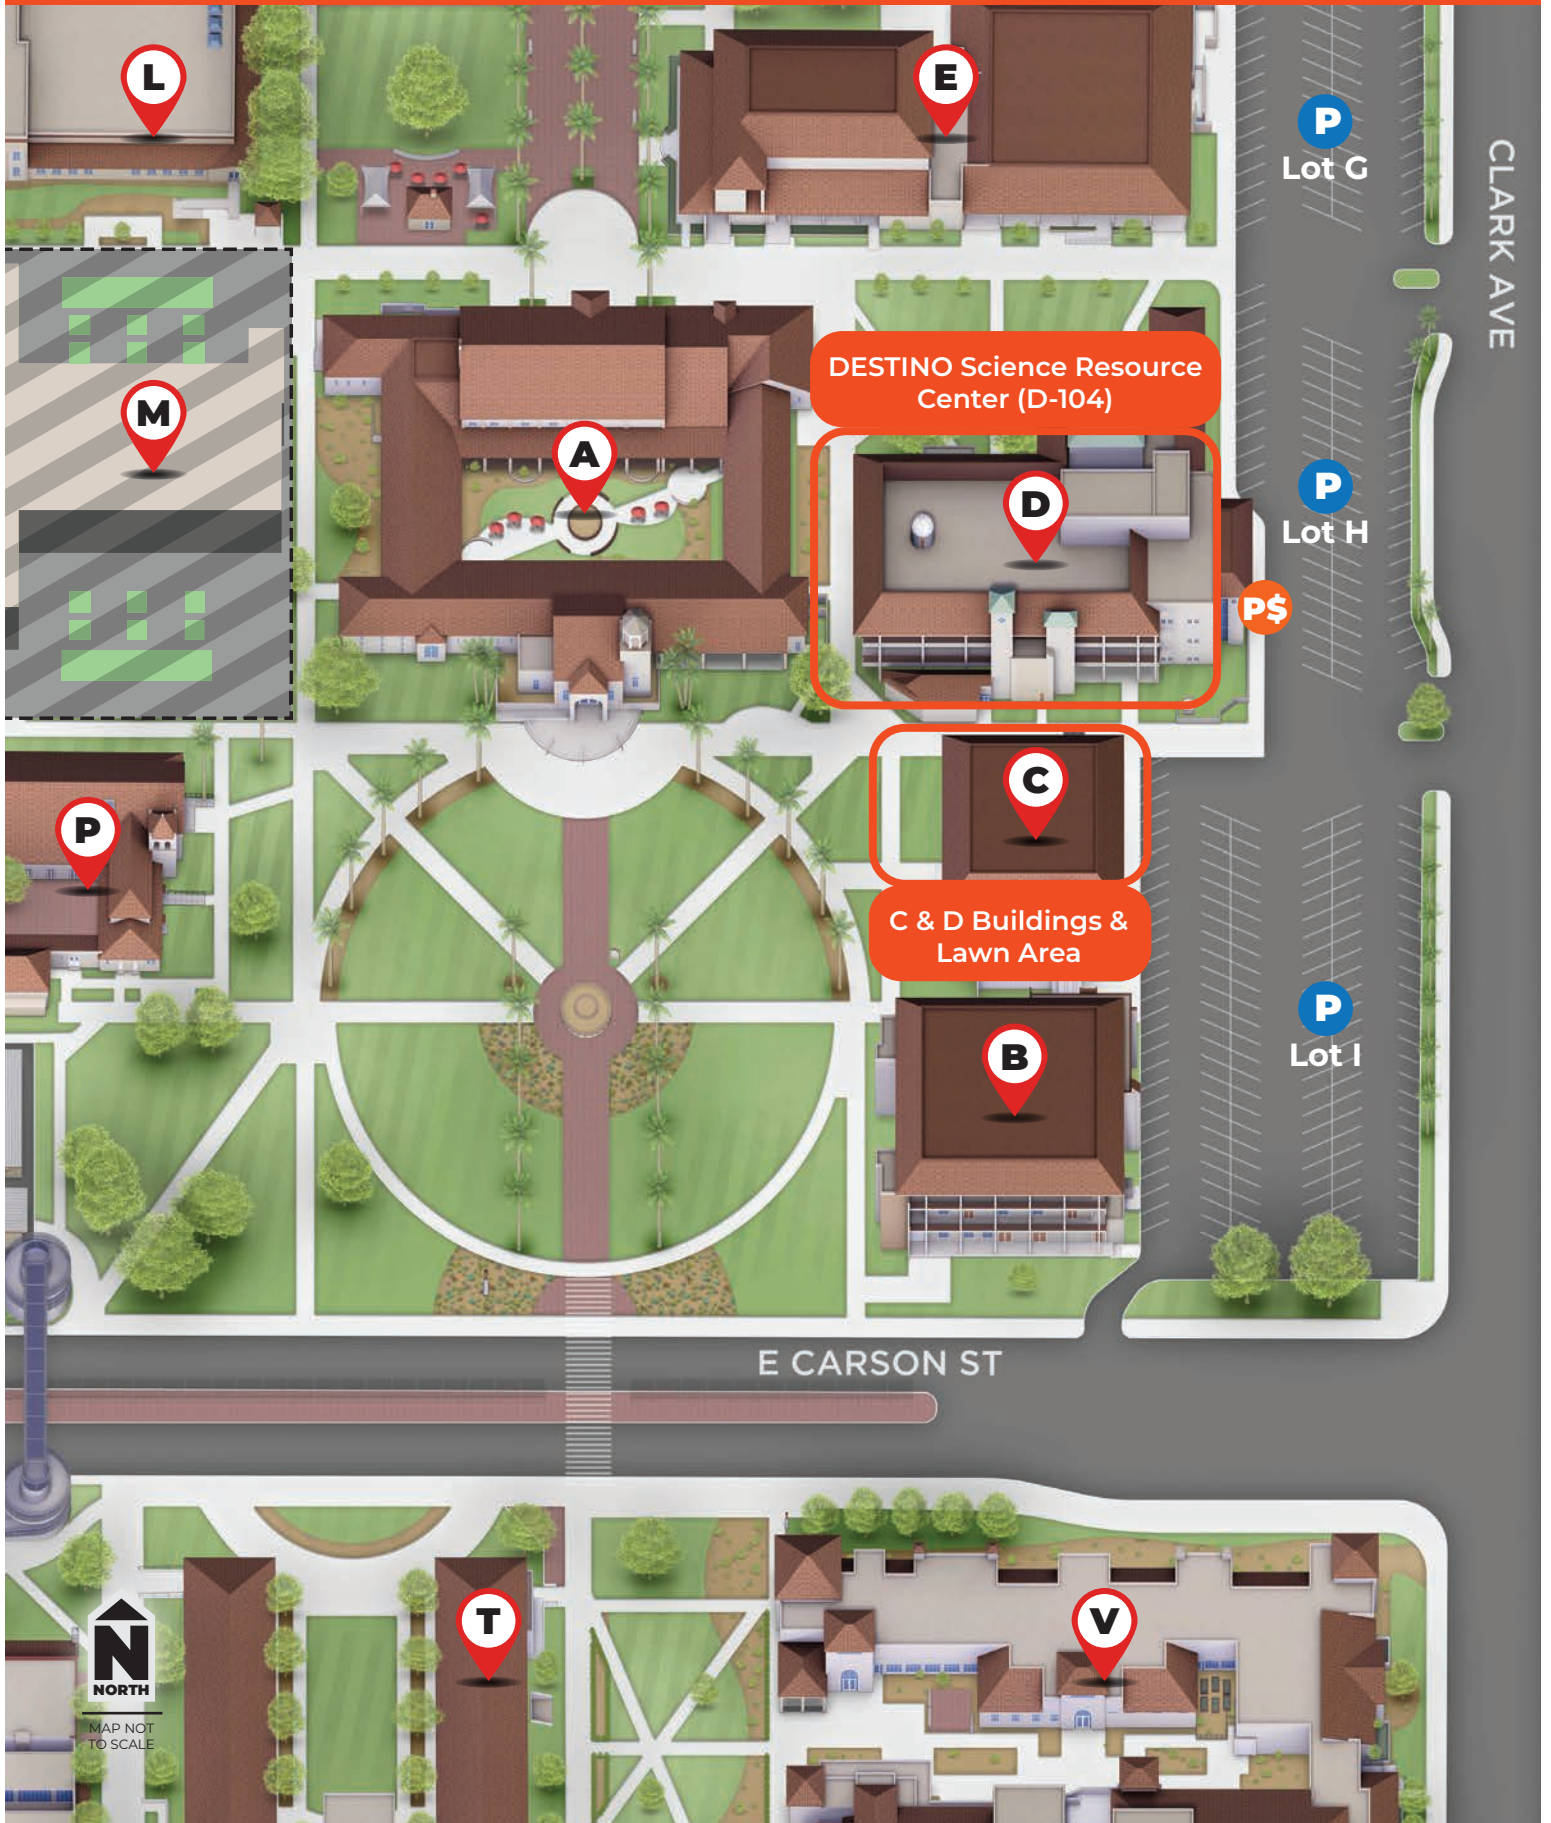 L
E
P
Lot G
CLARK AVE
DESTINO Science Resource
Center (D-104)
M
A
D
P
Lot H
P$
C
P
C & D Buildings &
Lawn Area
P
Lot I
B
E CARSON ST
T
V
N
NORTH
MAP NOT
TO SCALE